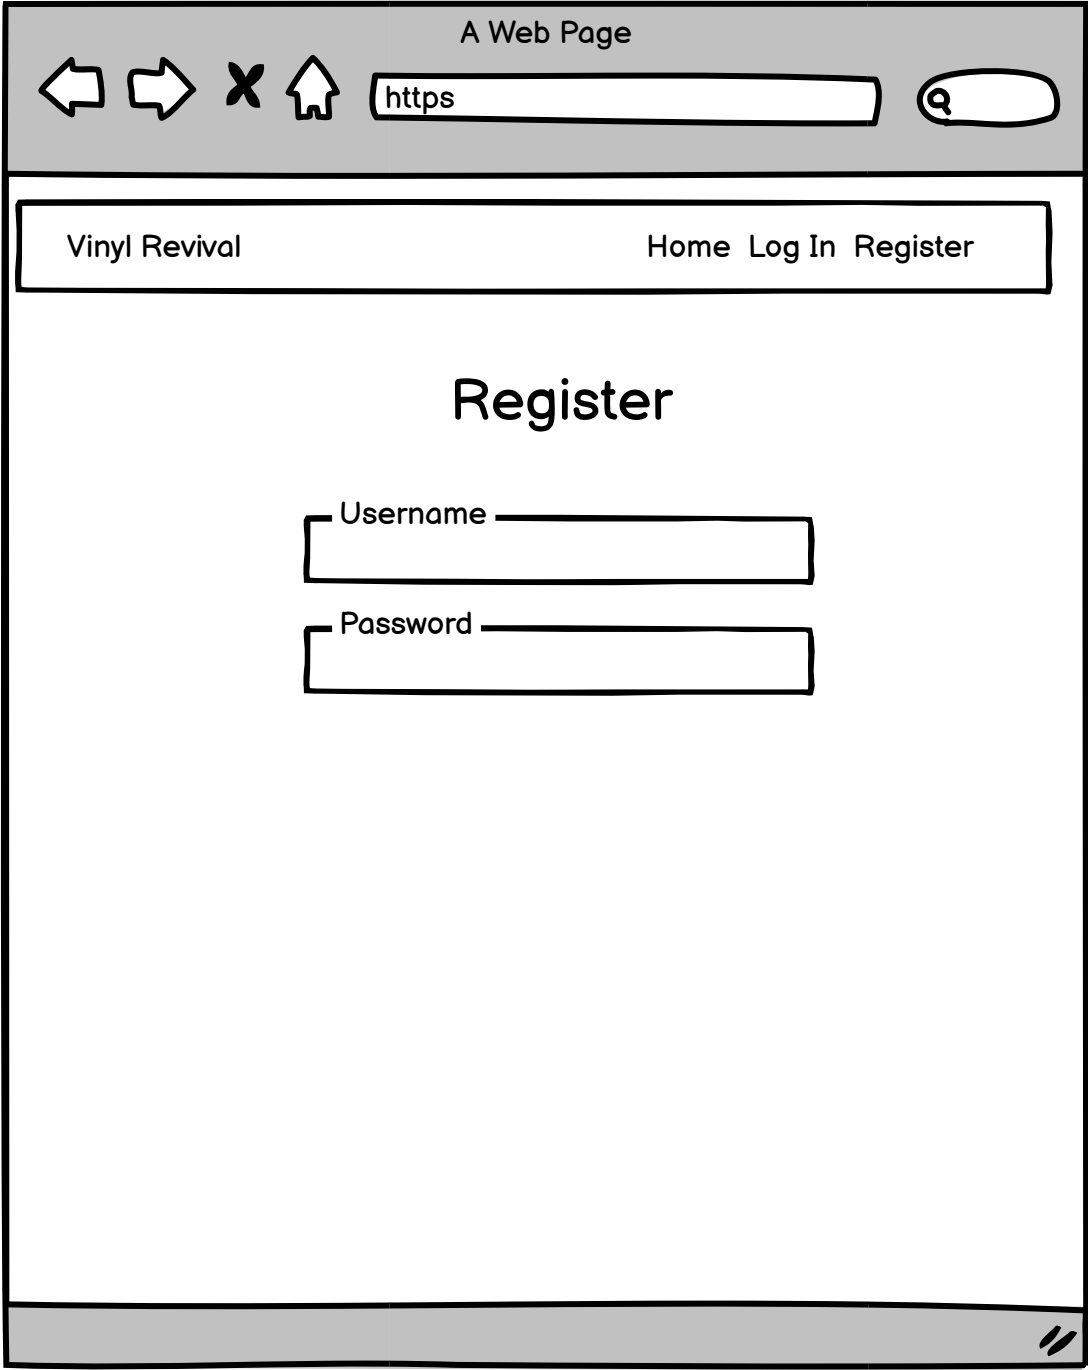 A Web Page
https
Vinyl Revival
Home Log In Register
Register
Username
Password